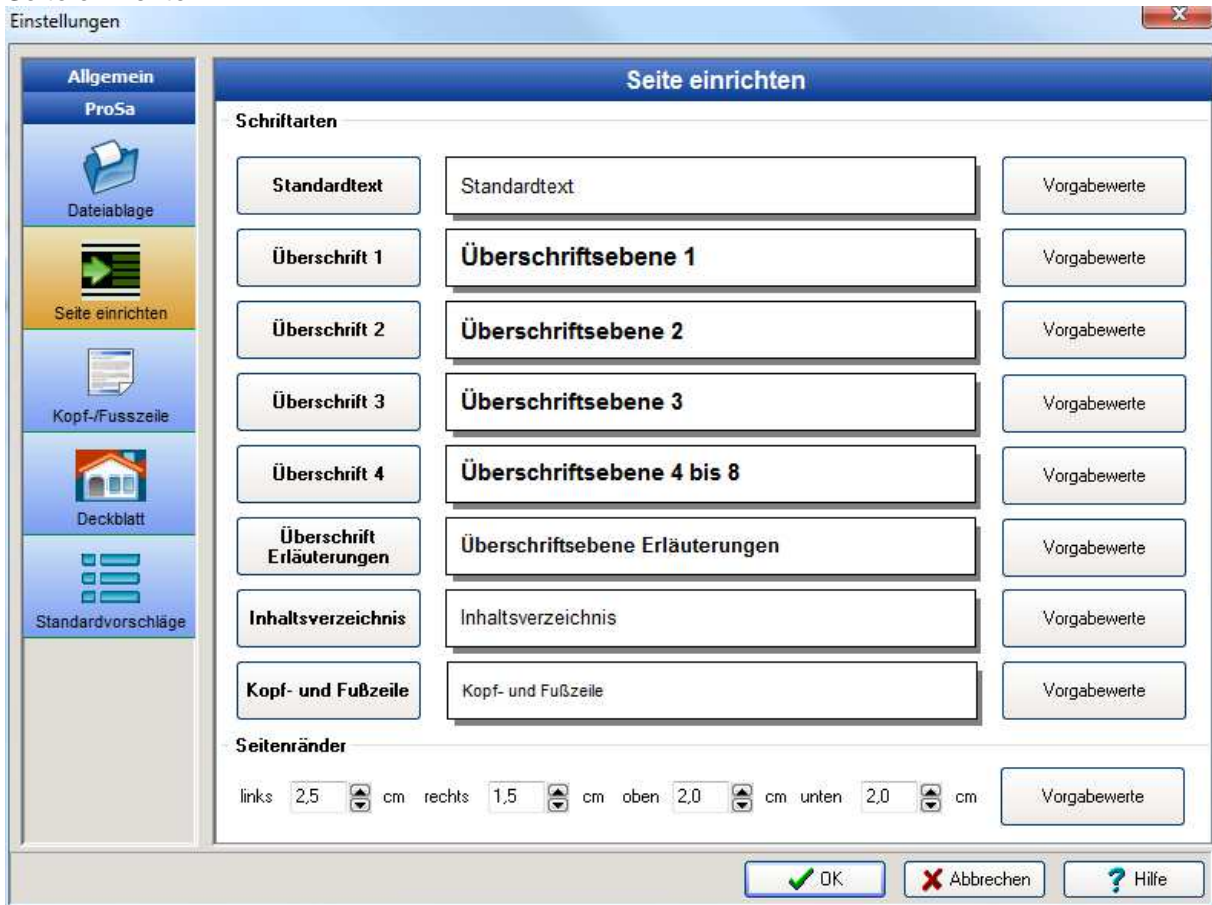 Einstellungen
Allgemein
ProSa
Dateiablage
Seite einrichten
Kopf-/Fusszeile
Deckblatt
Standardvorschläge
Seite einrichten
Schriftarten
Standardtext Standardtext Vorgabewerte
Überschrift 1 Überschriftsebene 1 Vorgabewerte
Überschrift 2 Überschriftsebene 2 Vorgabewerte
Überschrift 3 Überschriftsebene 3 Vorgabewerte
Überschrift 4 Überschriftsebene 4 bis 8 Vorgabewerte
Überschrift
Erläuterungen Überschriftsebene Erläuterungen Vorgabewerte
Inhaltsverzeichnis Inhaltsverzeichnis Vorgabewerte
Kopf- und Fußzeile Kopf- und Fußzeile Vorgabewerte
Seitenränder
links 2,5 cm rechts 1,5 cm oben 2,0 cm unten 2,0 cm Vorgabewerte
OK Abbrechen Hilfe